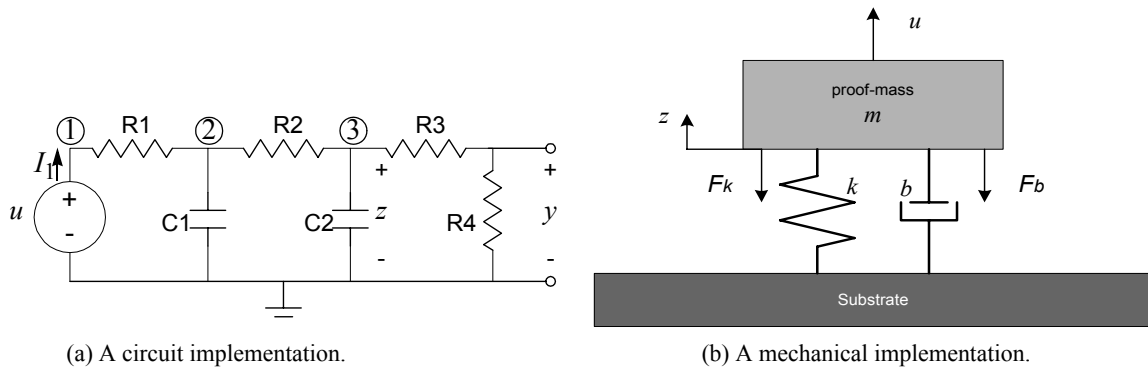 1 R1 2 R2 3 R3
I1
u + - C1 C2 + z - R4 + y -
(a) A circuit implementation.
u
proof-mass
m
z
Fk k b Fb
Substrate
(b) A mechanical implementation.